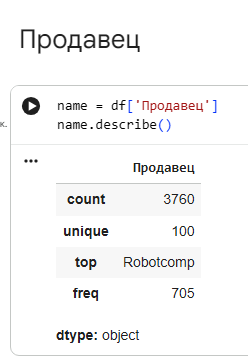 Продавец
name = df['Продавец']
name.describe()
к.
Продавец
count 3760
unique 100
top Robotcomp
freq 705
dtype: object